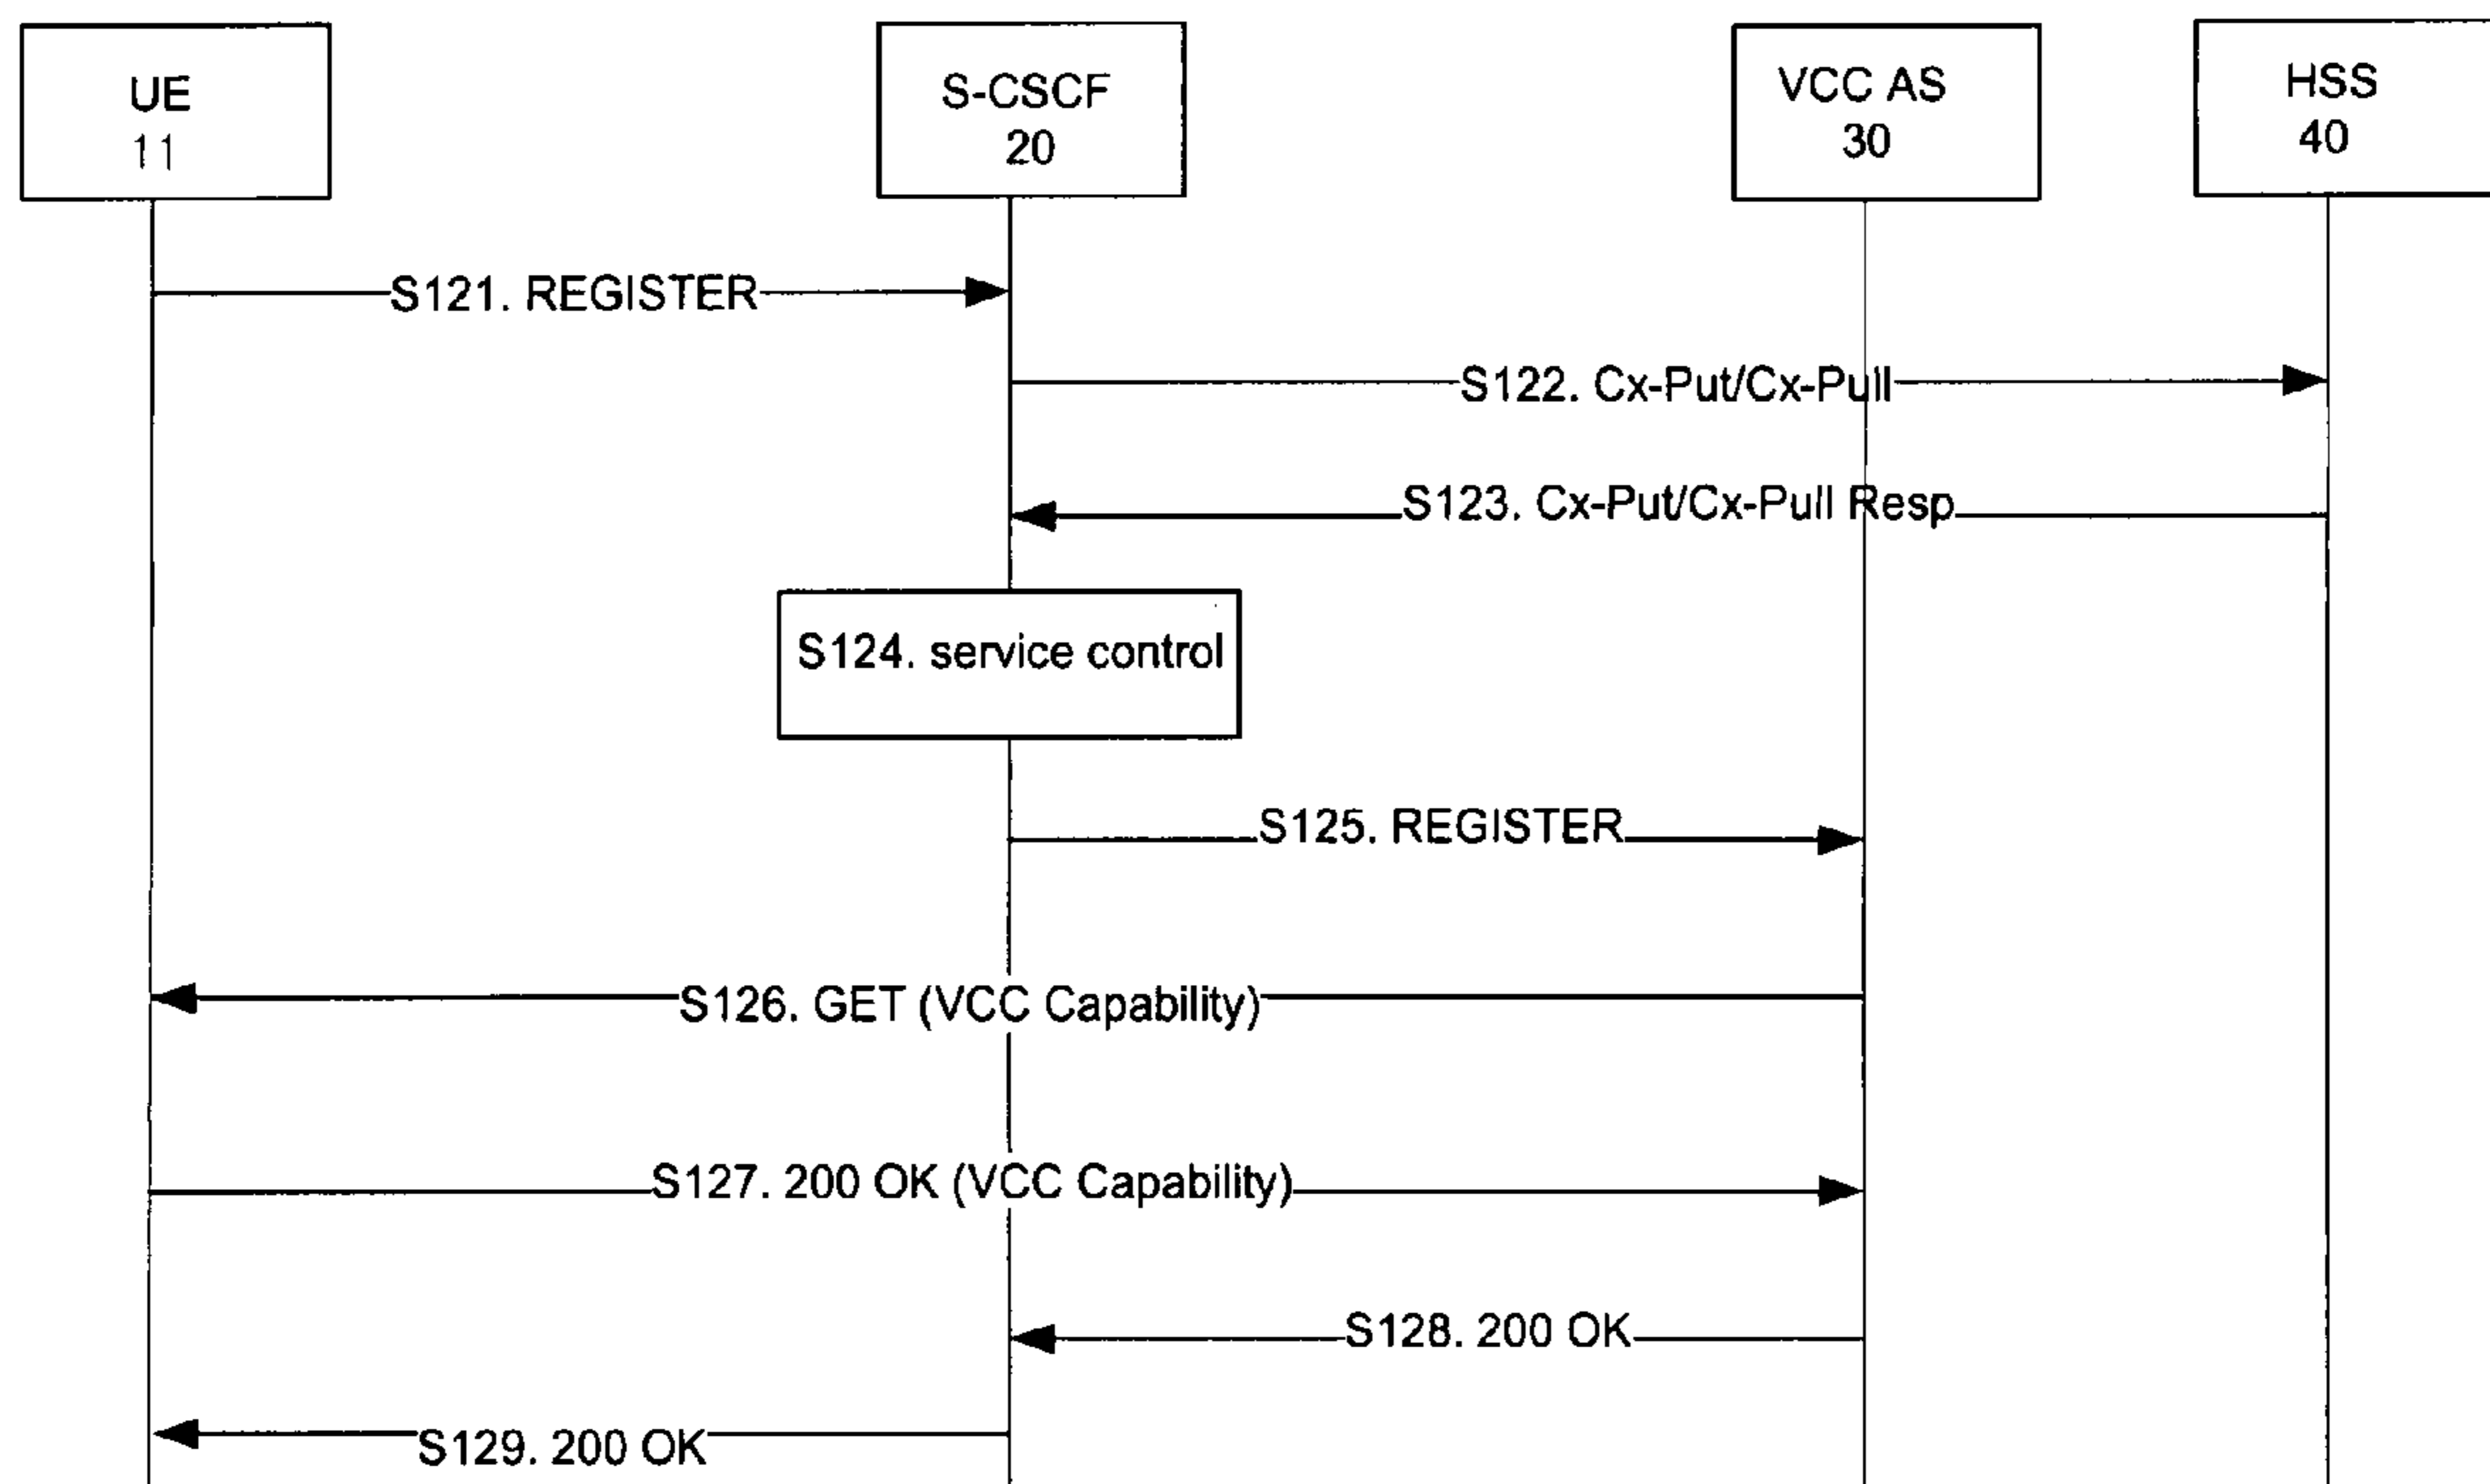 UE
11
S-CSCF
20
VCC AS
30
HSS
40
S121. REGISTER
S122. Cx-Put/Cx-Pull
S123. Cx-Put/Cx-Pull Resp
S124. service control
S125. REGISTER
S126. GET (VCC Capability)
S127. 200 OK (VCC Capability)
S128. 200 OK
S129. 200 OK